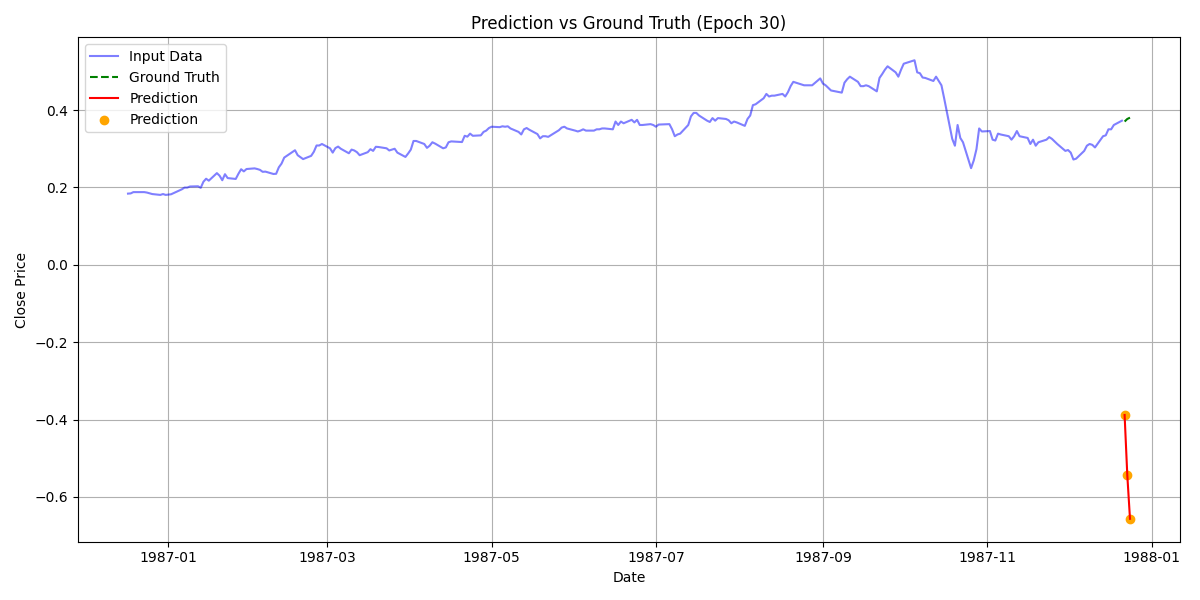 Prediction vs Ground Truth (Epoch 30)
Input Data
Ground Truth
Prediction
Prediction
Close Price
0.4
0.2
0.0
−0.2
−0.4
−0.6
1987-01
1987-03
1987-05
1987-07
1987-09
1987-11
1988-01
Date